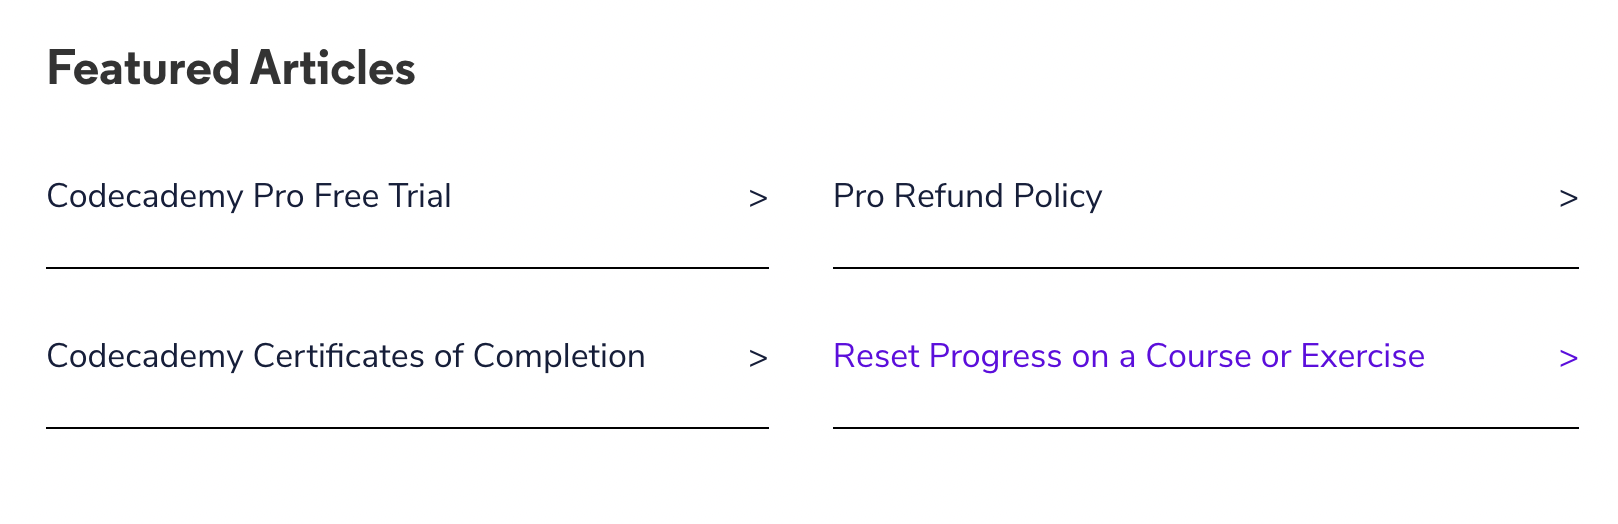 Featured Articles
Codecademy Pro Free Trial >
Pro Refund Policy >
Codecademy Certificates of Completion >
Reset Progress on a Course or Exercise >